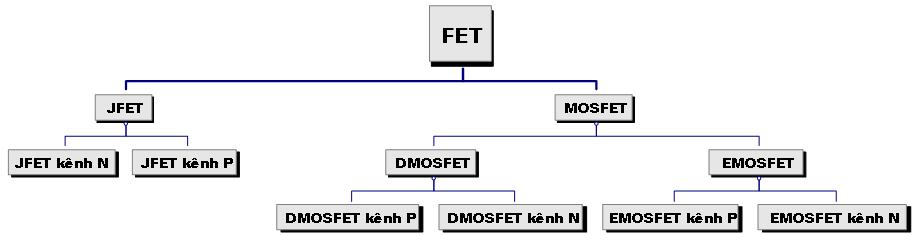 FET
JFET
MOSFET
JFET kênh N
JFET kênh P
DMOSFET
EMOSFET
DMOSFET kênh P
DMOSFET kênh N
EMOSFET kênh P
EMOSFET kênh N